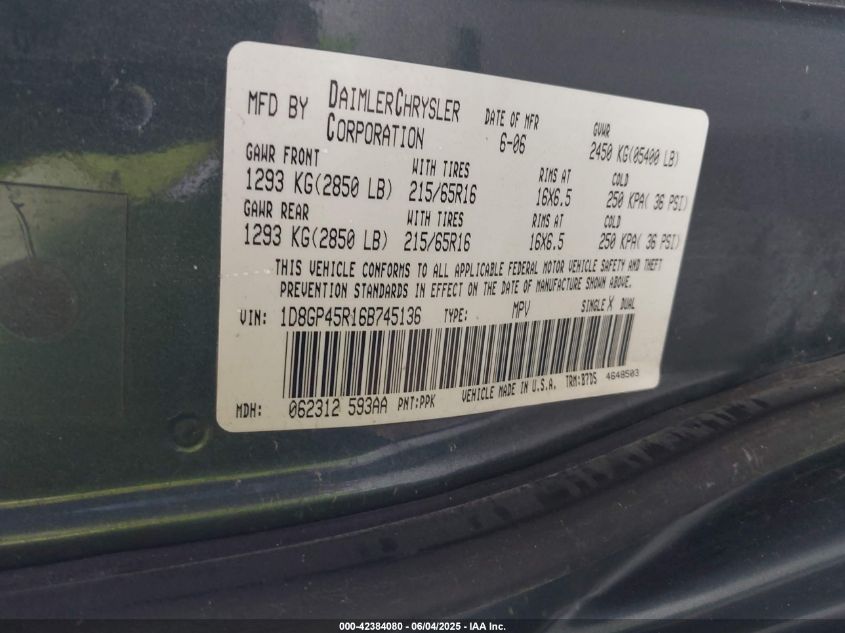 MFD BY DAIMLERCHRYSLER CORPORATION DATE OF MFR 6-06 GVWR 2450 KG(05400 LB)
GAWR FRONT WITH TIRES RIMS AT COLD
1293 KG(2850 LB) 215/65R16 16X6.5 250 KPA( 36 PSI)
GAWR REAR WITH TIRES RIMS AT COLD
1293 KG(2850 LB) 215/65R16 16X6.5 250 KPA( 36 PSI)
THIS VEHICLE CONFORMS TO ALL APPLICABLE FEDERAL MOTOR VEHICLE SAFETY AND THEFT
PREVENTION STANDARDS IN EFFECT ON THE DATE OF MANUFACTURE SHOWN ABOVE.
VIN: 1D8GP45R16B745136 TYPE: MPV SINGLE X DUAL
MDH: 062312 593AA PNT:PPK VEHICLE MADE IN U.S.A. TRM:B7D5 4648503
000-42384080 - 06/04/2025 - IAA Inc.